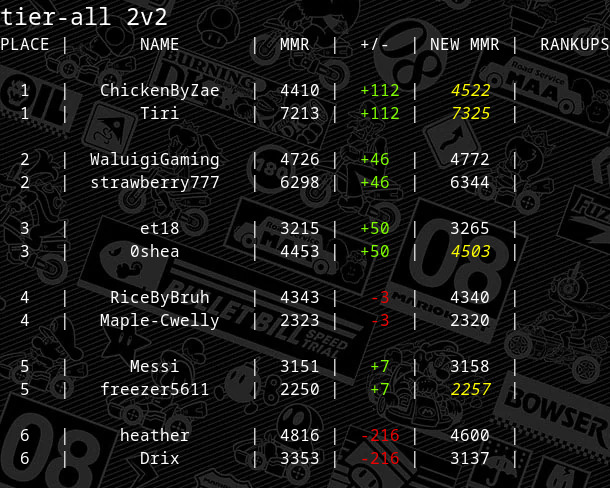 tier-all 2v2
PLACE | NAME | MMR | +/- | NEW MMR | RANKUPS
1 | ChickenByZae | 4410 | +112 | 4522 |
1 | Tiri | 7213 | +112 | 7325 |
2 | WaluigiGaming | 4726 | +46 | 4772 |
2 | strawberry777 | 6298 | +46 | 6344 |
3 | et18 | 3215 | +50 | 3265 |
3 | 0shea | 4453 | +50 | 4503 |
4 | RiceByBruh | 4343 | -3 | 4340 |
4 | Maple-Cwelly | 2323 | -3 | 2320 |
5 | Messi | 3151 | +7 | 3158 |
5 | freezer5611 | 2250 | +7 | 2257 |
6 | heather | 4816 | -216 | 4600 |
6 | Drix | 3353 | -216 | 3137 |